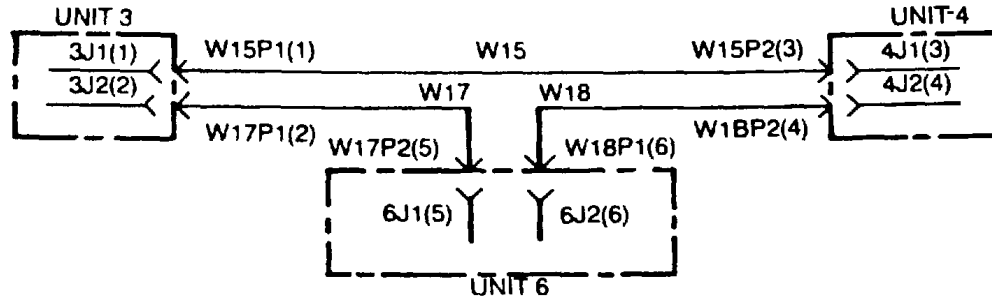 UNIT 3
UNIT-4
3J1(1)
W15P1(1)
W15
W15P2(3)
4J1(3)
3J2(2)
W17
W18
4J2(4)
W17P1(2)
W1BP2(4)
W17P2(5)
W18P1(6)
6J1(5)
6J2(6)
UNIT 6